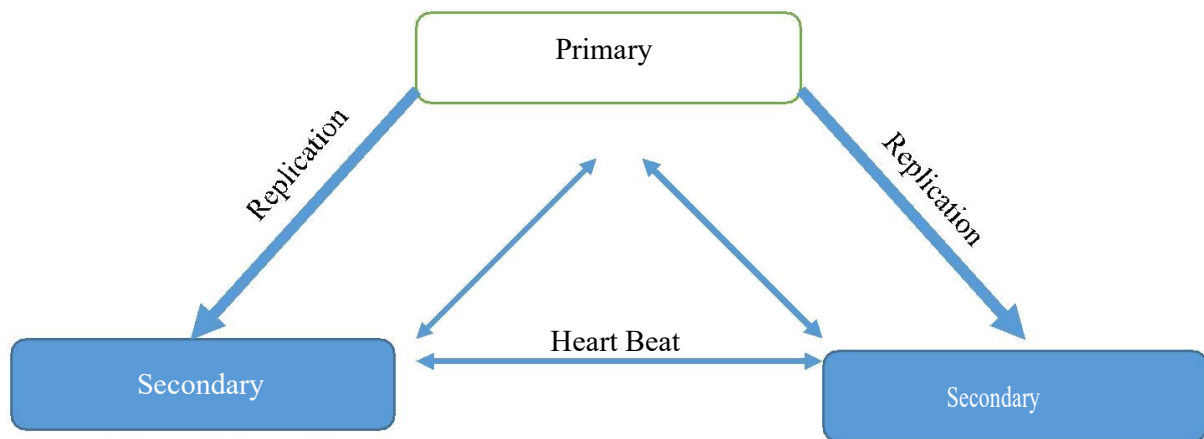 Primary
Replication
Replication
Heart Beat
Secondary
Secondary